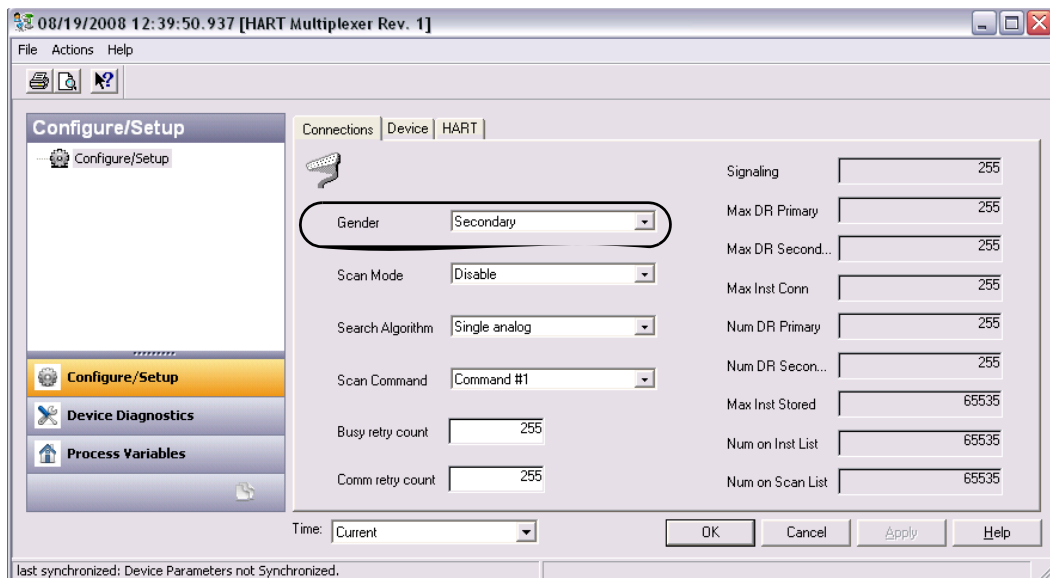 08/19/2008 12:39:50.937 [HART Multiplexer Rev. 1]
File Actions Help
Configure/Setup
Configure/Setup
Configure/Setup
Device Diagnostics
Process Variables
Connections Device HART
Gender Secondary
Scan Mode Disable
Search Algorithm Single analog
Scan Command Command #1
Busy retry count 255
Comm retry count 255
Signaling 255
Max DR Primary 255
Max DR Second... 255
Max Inst Conn 255
Num DR Primary 255
Num DR Secon... 255
Max Inst Stored 65535
Num on Inst List 65535
Num on Scan List 65535
Time: Current
OK Cancel Apply Help
last synchronized: Device Parameters not Synchronized.